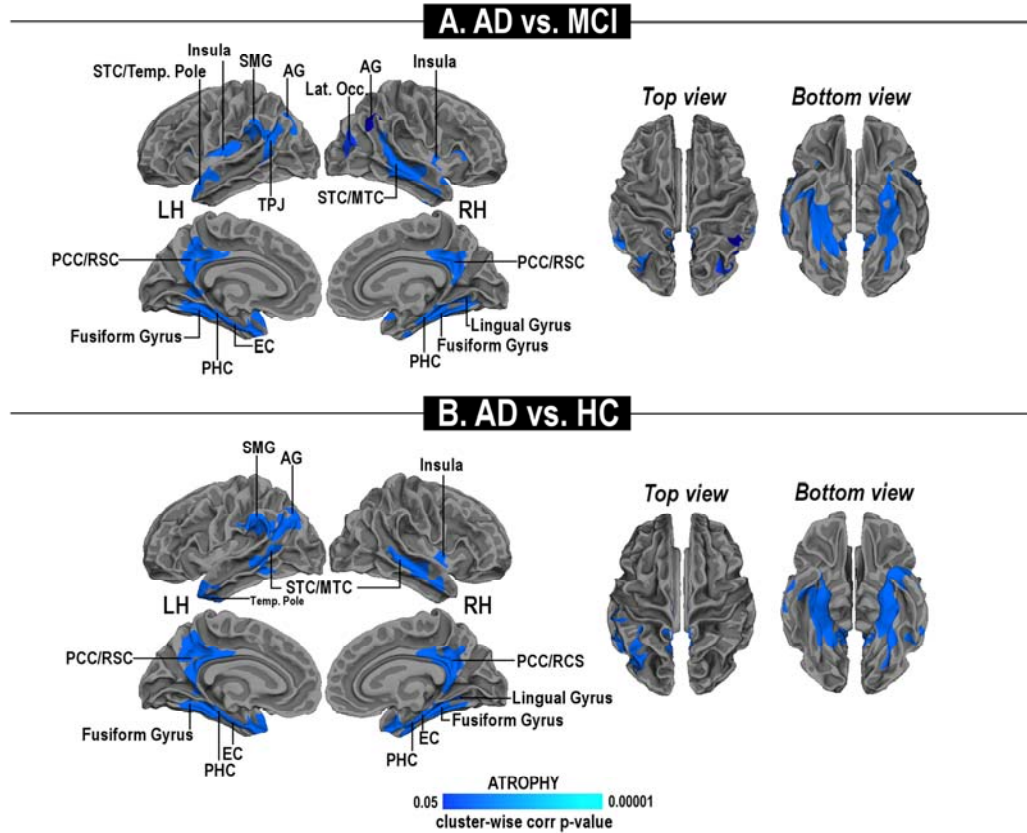 A. AD vs. MCI
Insula
SMG
AG
STC/Temp. Pole
AG
Lat. Occ.
Insula
Top view
Bottom view
LH
TPJ
STC/MTC
RH
PCC/RSC
PCC/RSC
Fusiform Gyrus
EC
PHC
Lingual Gyrus
Fusiform Gyrus
PHC
B. AD vs. HC
SMG
AG
Insula
Top view
Bottom view
STC/MTC
LH
Temp. Pole
RH
PCC/RSC
PCC/RCS
Lingual Gyrus
Fusiform Gyrus
Fusiform Gyrus
EC
EC
PHC
PHC
ATROPHY
0.05
0.00001
cluster-wise corr p-value